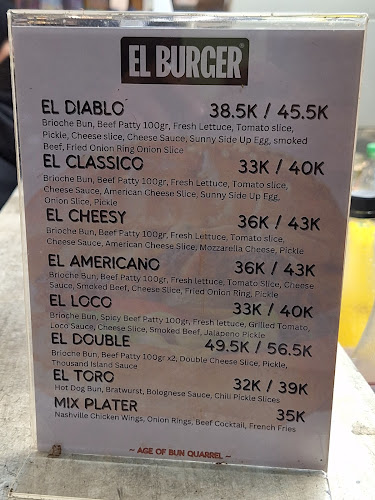 EL BURGER
EL DIABLO 38.5K / 45.5K
Brioche Bun, Beef Patty 100gr, Fresh Lettuce, Tomato slice,
Pickle, Cheese slice, Cheese Sauce, Sunny Side Up Egg, smoked
Beef, Fried Onion Ring Onion Slice
EL CLASSICO 33K / 40K
Brioche Bun, Beef Patty 100gr, Fresh Lettuce, Tomato slice,
Cheese Sauce, American Cheese Slice, Sunny Side Up Egg,
Onion Slice, Pickle
EL CHEESY 36K / 43K
Brioche Bun, Beef Patty 100gr, Fresh Lettuce, Tomato slice,
Cheese Sauce, American Cheese Slice, Mozzarella Cheese, Pickle
EL AMERICANO 36K / 43K
Brioche Bun, Beef Patty 100gr, Fresh lettuce, Tomato Slice, Cheese
Sauce, Smoked Beef, Cheese Slice, Fried Onion Ring, Pickle
EL LOCO 33K / 40K
Brioche Bun, Spicy Beef Patty 100gr, Fresh lettuce, Grilled Tomato,
Loco Sauce, Cheese Slice, Smoked Beef, Jalapeno Pickle
EL DOUBLE 49.5K / 56.5K
Brioche Bun, Beef Patty 100gr x2, Double Cheese Slice, Pickle,
Thousand Island Sauce
EL TORO 32K / 39K
Hot Dog Bun, Bratwurst, Bolognese Sauce, Chili Pickle Slices
MIX PLATER 35K
Nashville Chicken Wings, Onion Rings, Beef Cocktail, French Fries
~ AGE OF BUN QUARREL ~